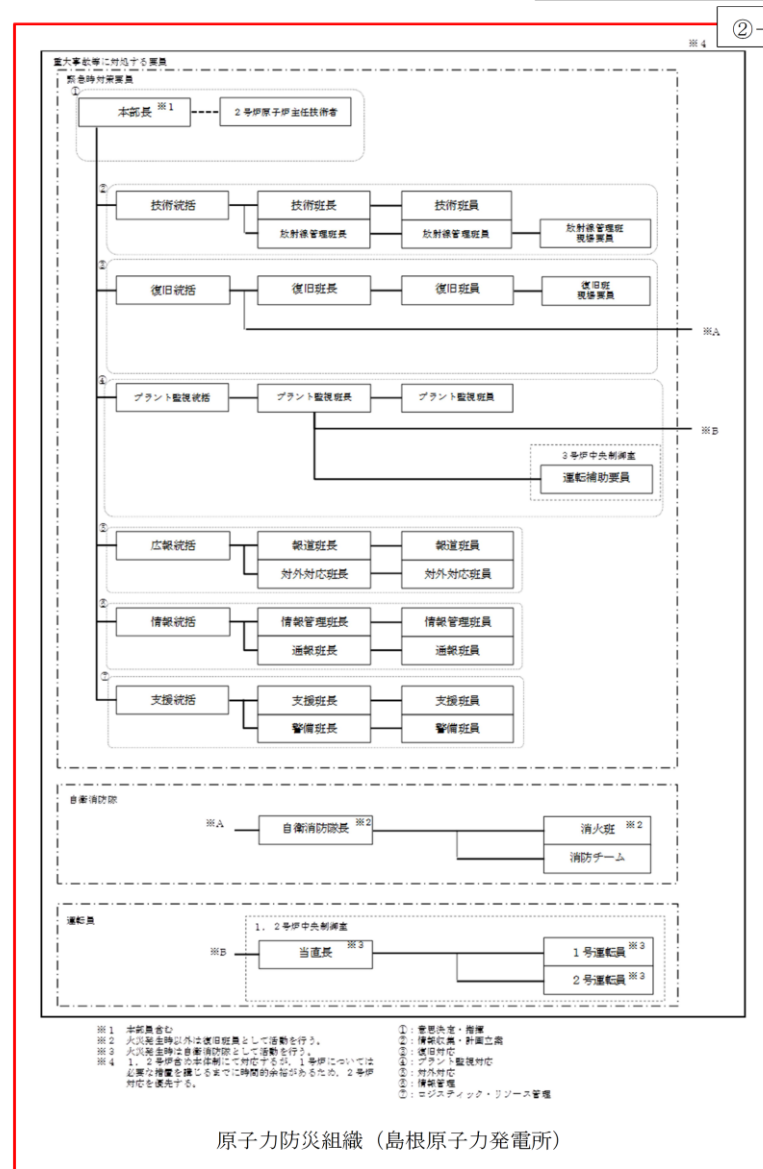 ②-
※4
重大事故等に対処する要員
緊急時対策要員
①
本部長 ※1
2号炉原子炉主任技術者
②
技術統括
技術班長
技術班員
放射線管理班長
放射線管理班員
放射線管理班
現場要員
③
復旧統括
復旧班長
復旧班員
復旧班
現場要員
※A
④
プラント監視統括
プラント監視班長
プラント監視班員
※B
3号炉中央制御室
運転補助要員
⑤
広報統括
報道班長
報道班員
対外対応班長
対外対応班員
⑥
情報統括
情報管理班長
情報管理班員
通報班長
通報班員
⑦
支援統括
支援班長
支援班員
警備班長
警備班員
自衛消防隊
※A
自衛消防隊長 ※2
消火班 ※2
消防チーム
運転員
1,2号炉中央制御室
※B
当直長 ※3
1号運転員 ※3
2号運転員 ※3
※1 本部員含む
※2 火災発生時以外は復旧班員として活動を行う。
※3 火災発生時は自衛消防隊として活動を行う。
※4 1,2号炉含め本体制にて対応するが,1号炉については
必要な措置を講じるまでに時間的余裕があるため,2号炉
対応を優先する。
①:意思決定・指揮
②:情報収集・計画立案
③:復旧対応
④:プラント監視対応
⑤:対外対応
⑥:情報管理
⑦:ロジスティック・リソース管理
原子力防災組織(島根原子力発電所)